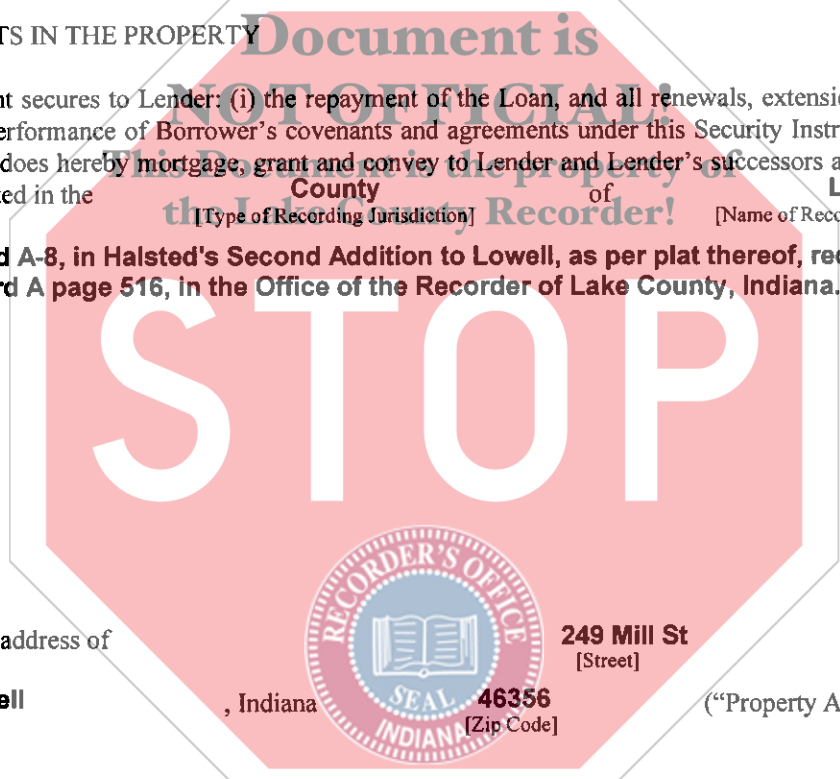 TS IN THE PROPERTY
Document is
NOT OFFICIAL!
nt secures to Lender: (i) the repayment of the Loan, and all renewals, extensi
erformance of Borrower's covenants and agreements under this Security Instr
does hereby mortgage, grant and convey to Lender and Lender's successors a
This Document is the property of
ed in the County of L
[Type of Recording Jurisdiction] [Name of Reco
the Lake County Recorder!
d A-8, in Halsted's Second Addition to Lowell, as per plat thereof, rec
rd A page 516, in the Office of the Recorder of Lake County, Indiana.
STOP
RECORDER'S OFFICE
SEAL
INDIANA
address of 249 Mill St
[Street]
ell , Indiana 46356 ("Property A
[Zip Code]